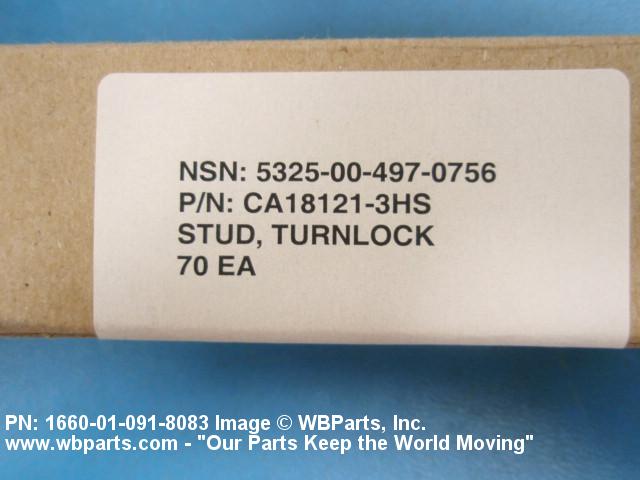 NSN: 5325-00-497-0756
P/N: CA18121-3HS
STUD, TURNLOCK
70 EA
PN: 1660-01-091-8083 Image © WBParts, Inc.
www.wbparts.com - "Our Parts Keep the World Moving"